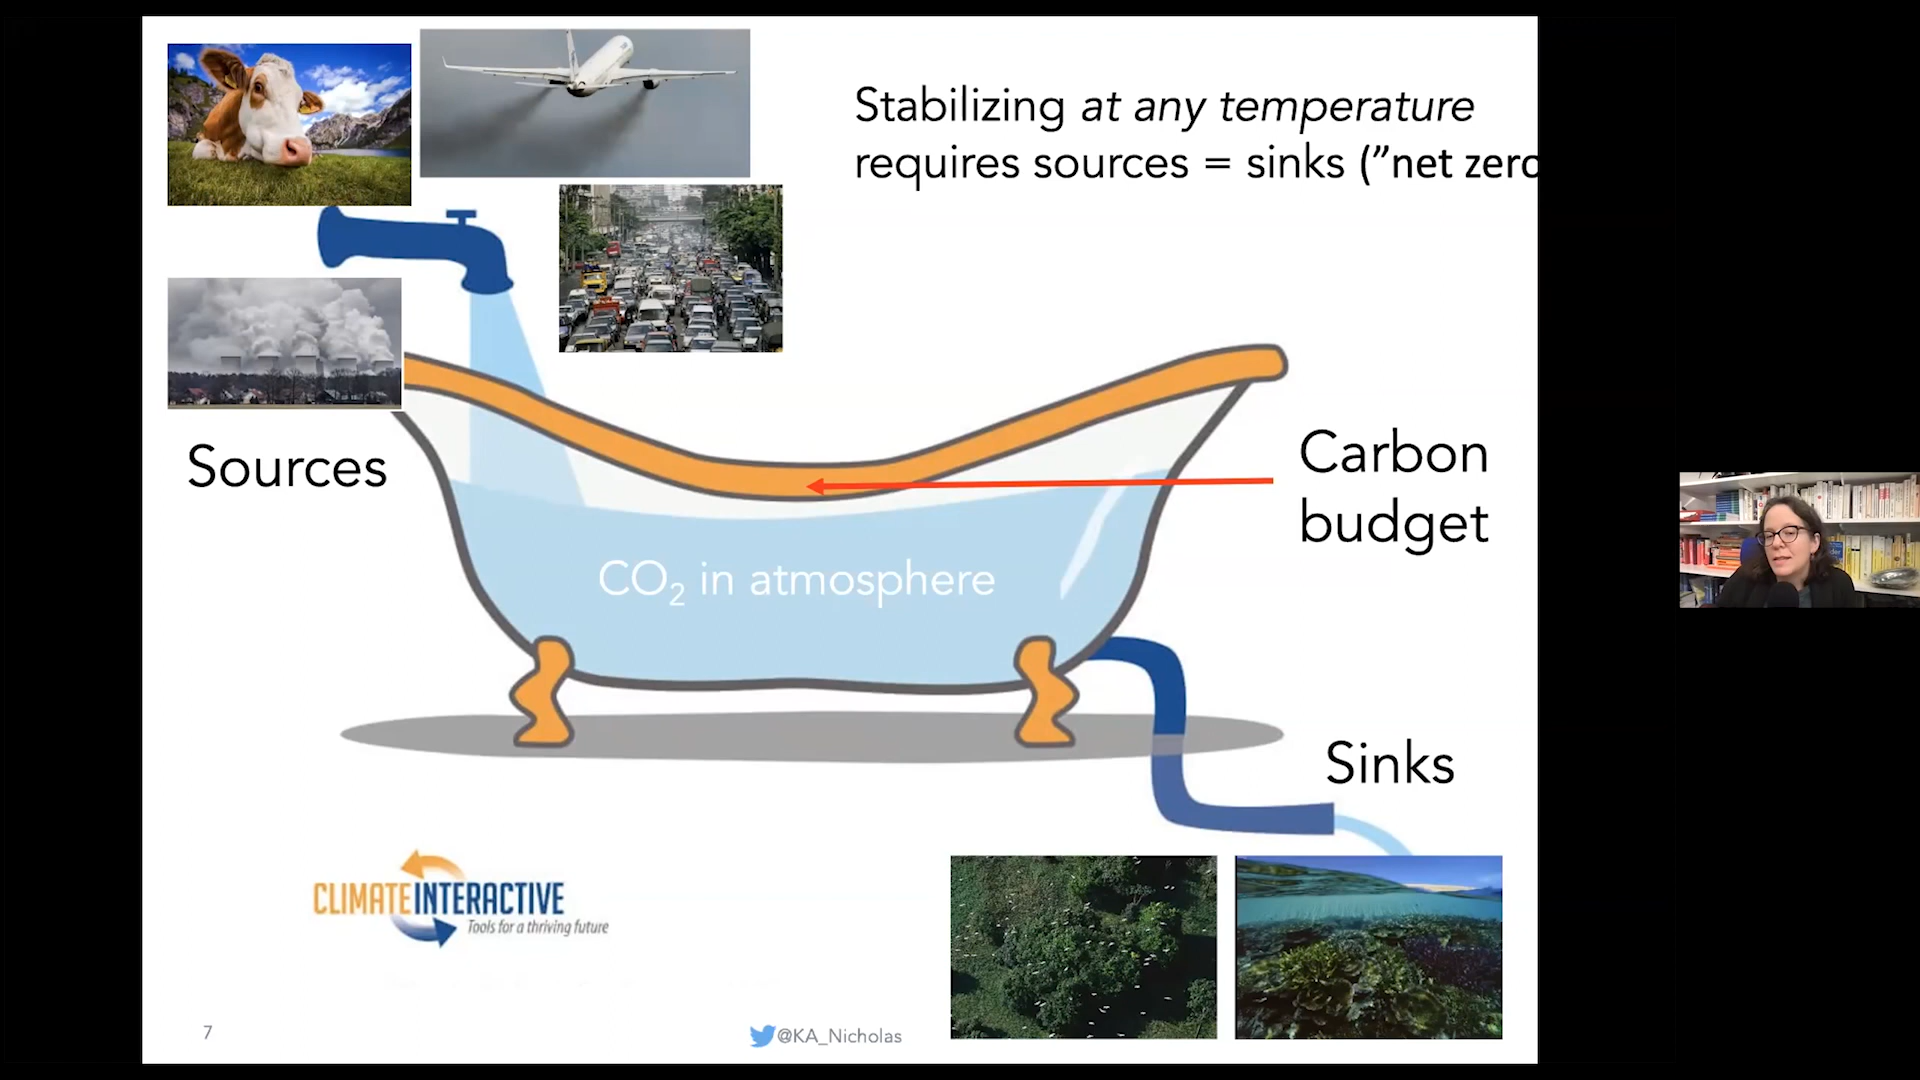 Stabilizing at any temperature
requires sources = sinks (”net zero
Sources
Carbon
budget
CO₂ in atmosphere
Sinks
CLIMATEINTERACTIVE
Tools for a thriving future
7
@KA_Nicholas